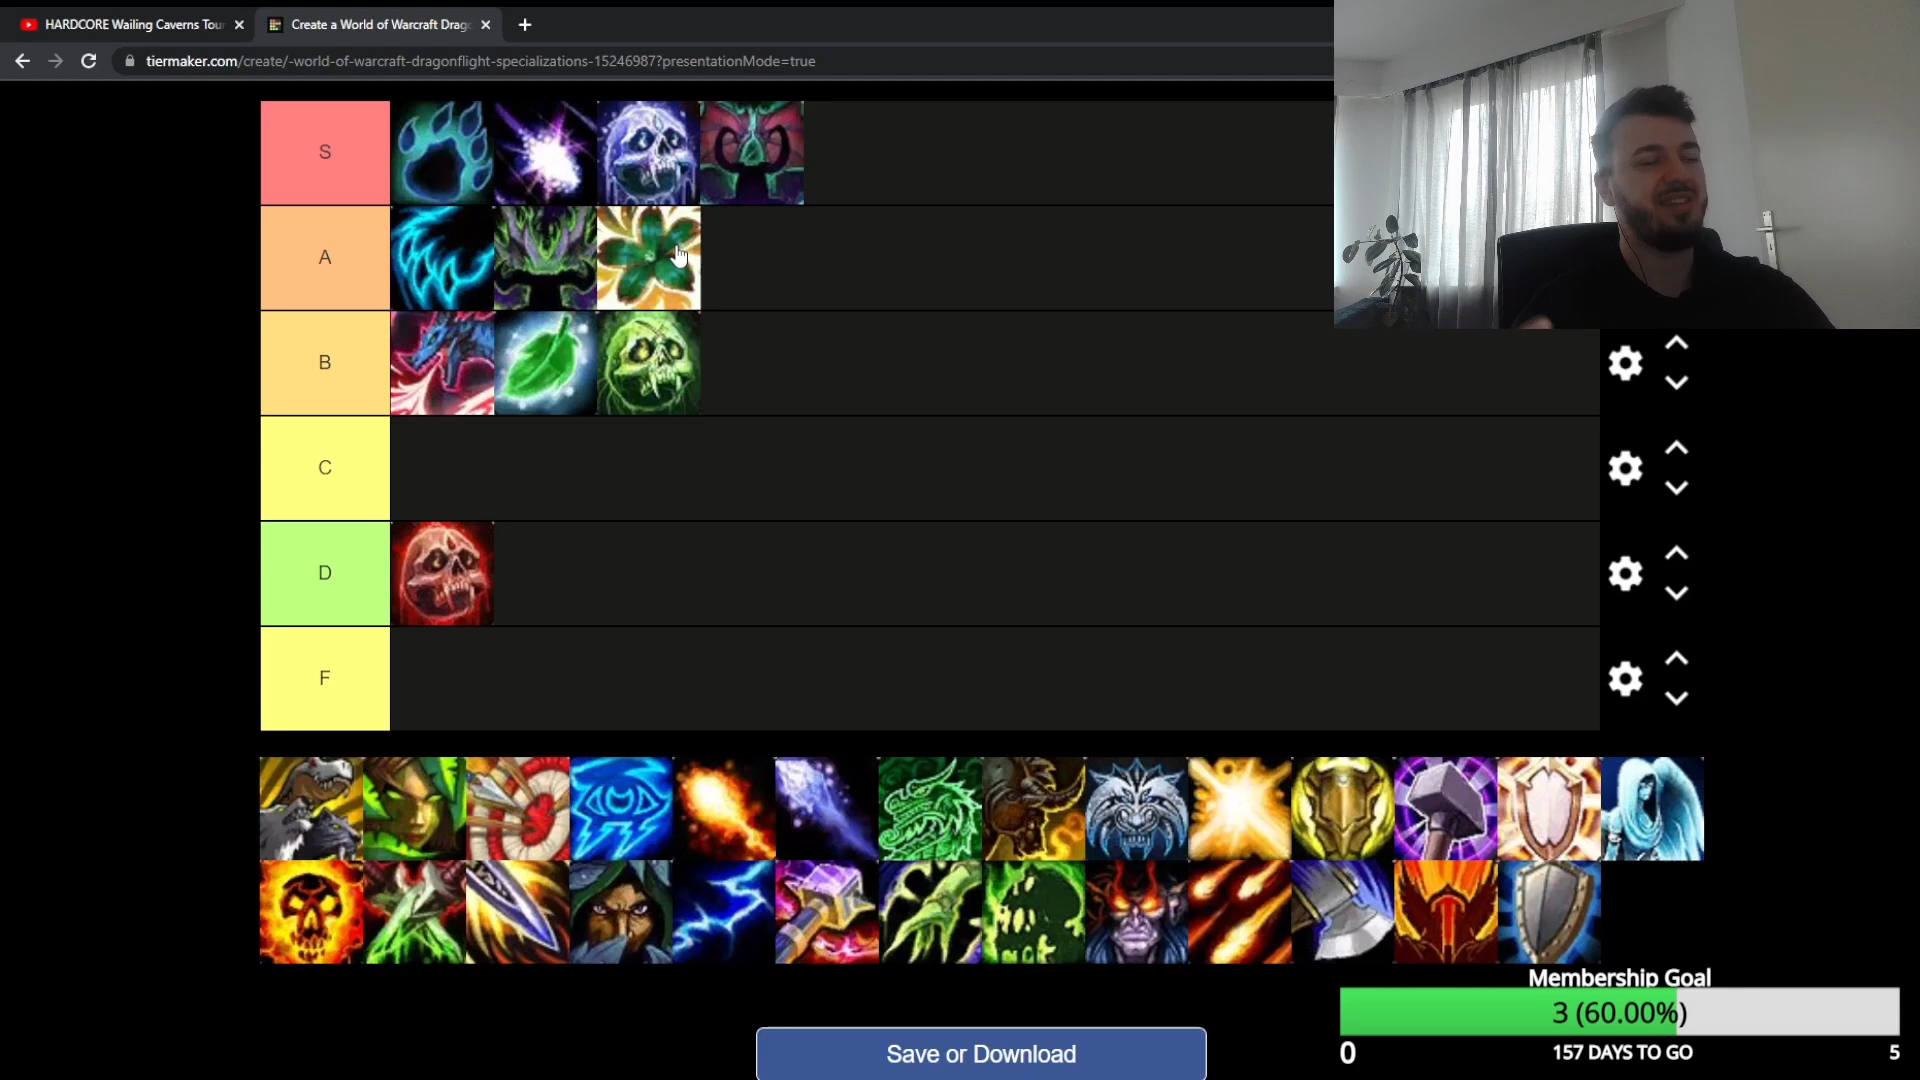 HARDCORE Wailing Caverns Tou
Create a World of Warcraft Drag
tiermaker.com/create/-world-of-warcraft-dragonflight-specializations-15246987?presentationMode=true
S
A
B
C
D
F
Membership Goal
3 (60.00%)
0
157 DAYS TO GO
5
Save or Download